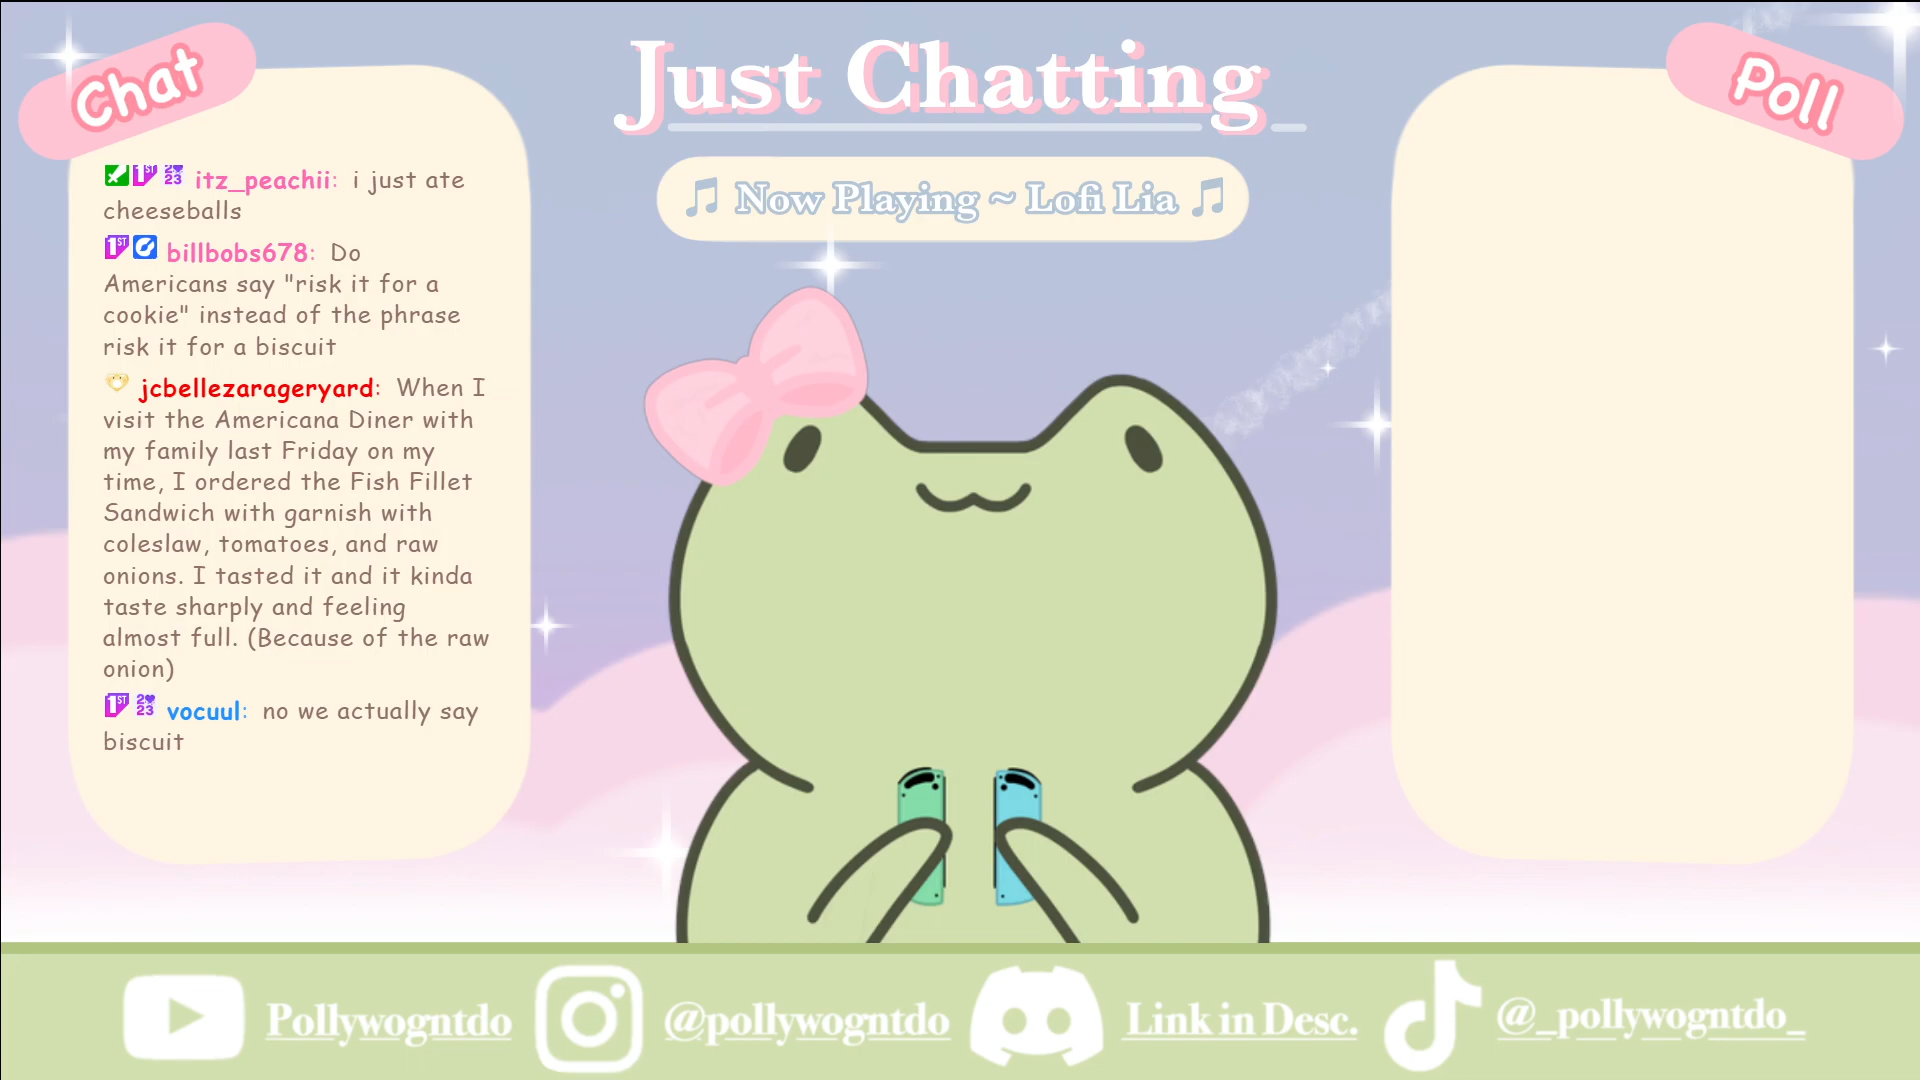 Chat
Just Chatting_
Poll
♫ Now Playing ~ Lofi Lia ♫
itz_peachii: i just ate
cheeseballs
billbobs678: Do
Americans say "risk it for a
cookie" instead of the phrase
risk it for a biscuit
jcbellezarageryard: When I
visit the Americana Diner with
my family last Friday on my
time, I ordered the Fish Fillet
Sandwich with garnish with
coleslaw, tomatoes, and raw
onions. I tasted it and it kinda
taste sharply and feeling
almost full. (Because of the raw
onion)
vocuul: no we actually say
biscuit
Pollywogntdo
@pollywogntdo
Link in Desc.
@_pollywogntdo_